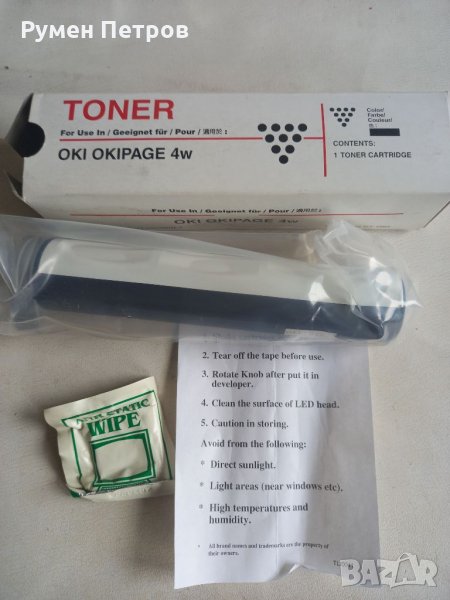 Румен Петров
TONER
For Use In / Geeignet für / Pour / 適用於 :
OKI OKIPAGE 4w
Color/
Farbe/
Couleur/
色 :
CONTENTS:
1 TONER CARTRIDGE
For Use In / Geeignet für / Pour / 適用於 :
OKI OKIPAGE 4w
1.
2. Tear off the tape before use.
3. Rotate Knob after put it in
developer.
4. Clean the surface of LED head.
5. Caution in storing.
Avoid from the following:
* Direct sunlight.
* Light areas (near windows etc).
* High temperatures and
humidity.
* All brand names and trademarks are the property of
their owners.
STATIC
WIPE
BAZAR